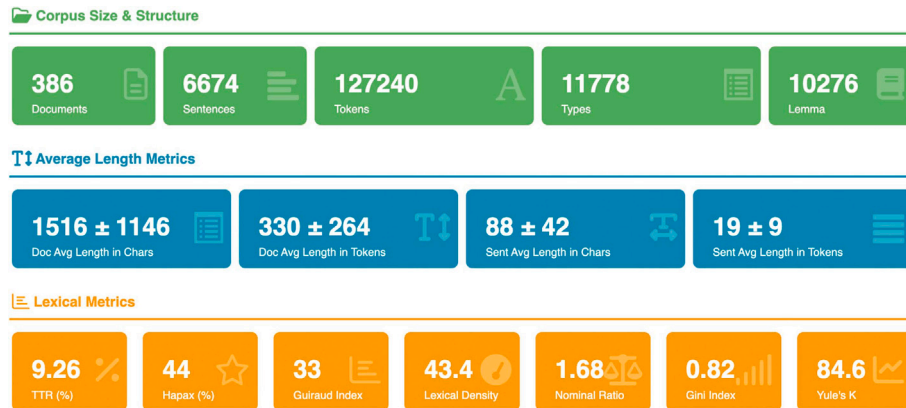 Corpus Size & Structure
386
Documents
6674
Sentences
127240
Tokens
11778
Types
10276
Lemma
Average Length Metrics
1516 ± 1146
Doc Avg Length in Chars
330 ± 264
Doc Avg Length in Tokens
88 ± 42
Sent Avg Length in Chars
19 ± 9
Sent Avg Length in Tokens
Lexical Metrics
9.26
TTR (%)
44
Hapax (%)
33
Guiraud Index
43.4
Lexical Density
1.68
Nominal Ratio
0.82
Gini Index
84.6
Yule's K